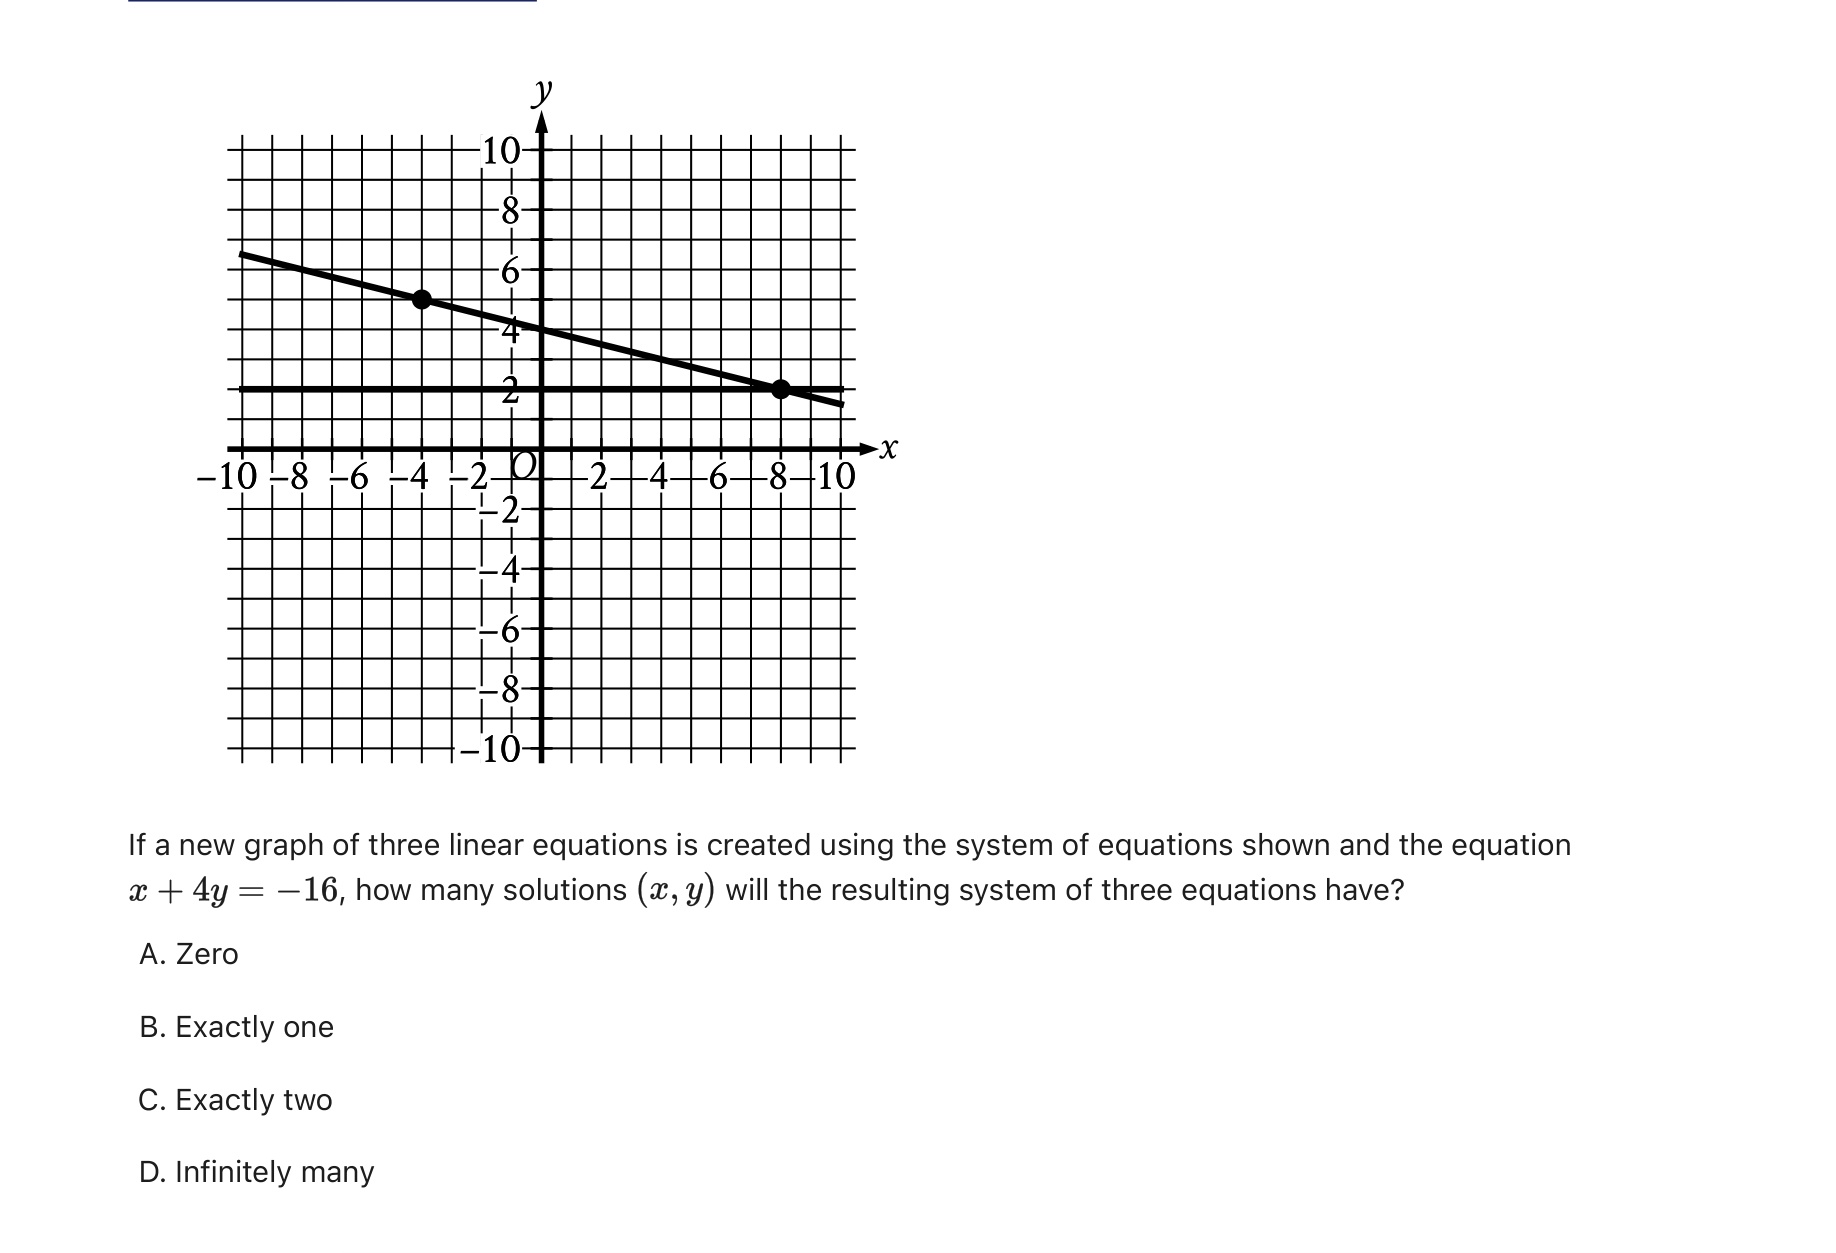 y
10
8
6
4
2
x
−10 −8 −6 −4 −2 O 2 4 6 8 10
−2
−4
−6
−8
−10
If a new graph of three linear equations is created using the system of equations shown and the equation
x + 4y = −16, how many solutions (x, y) will the resulting system of three equations have?
A. Zero
B. Exactly one
C. Exactly two
D. Infinitely many